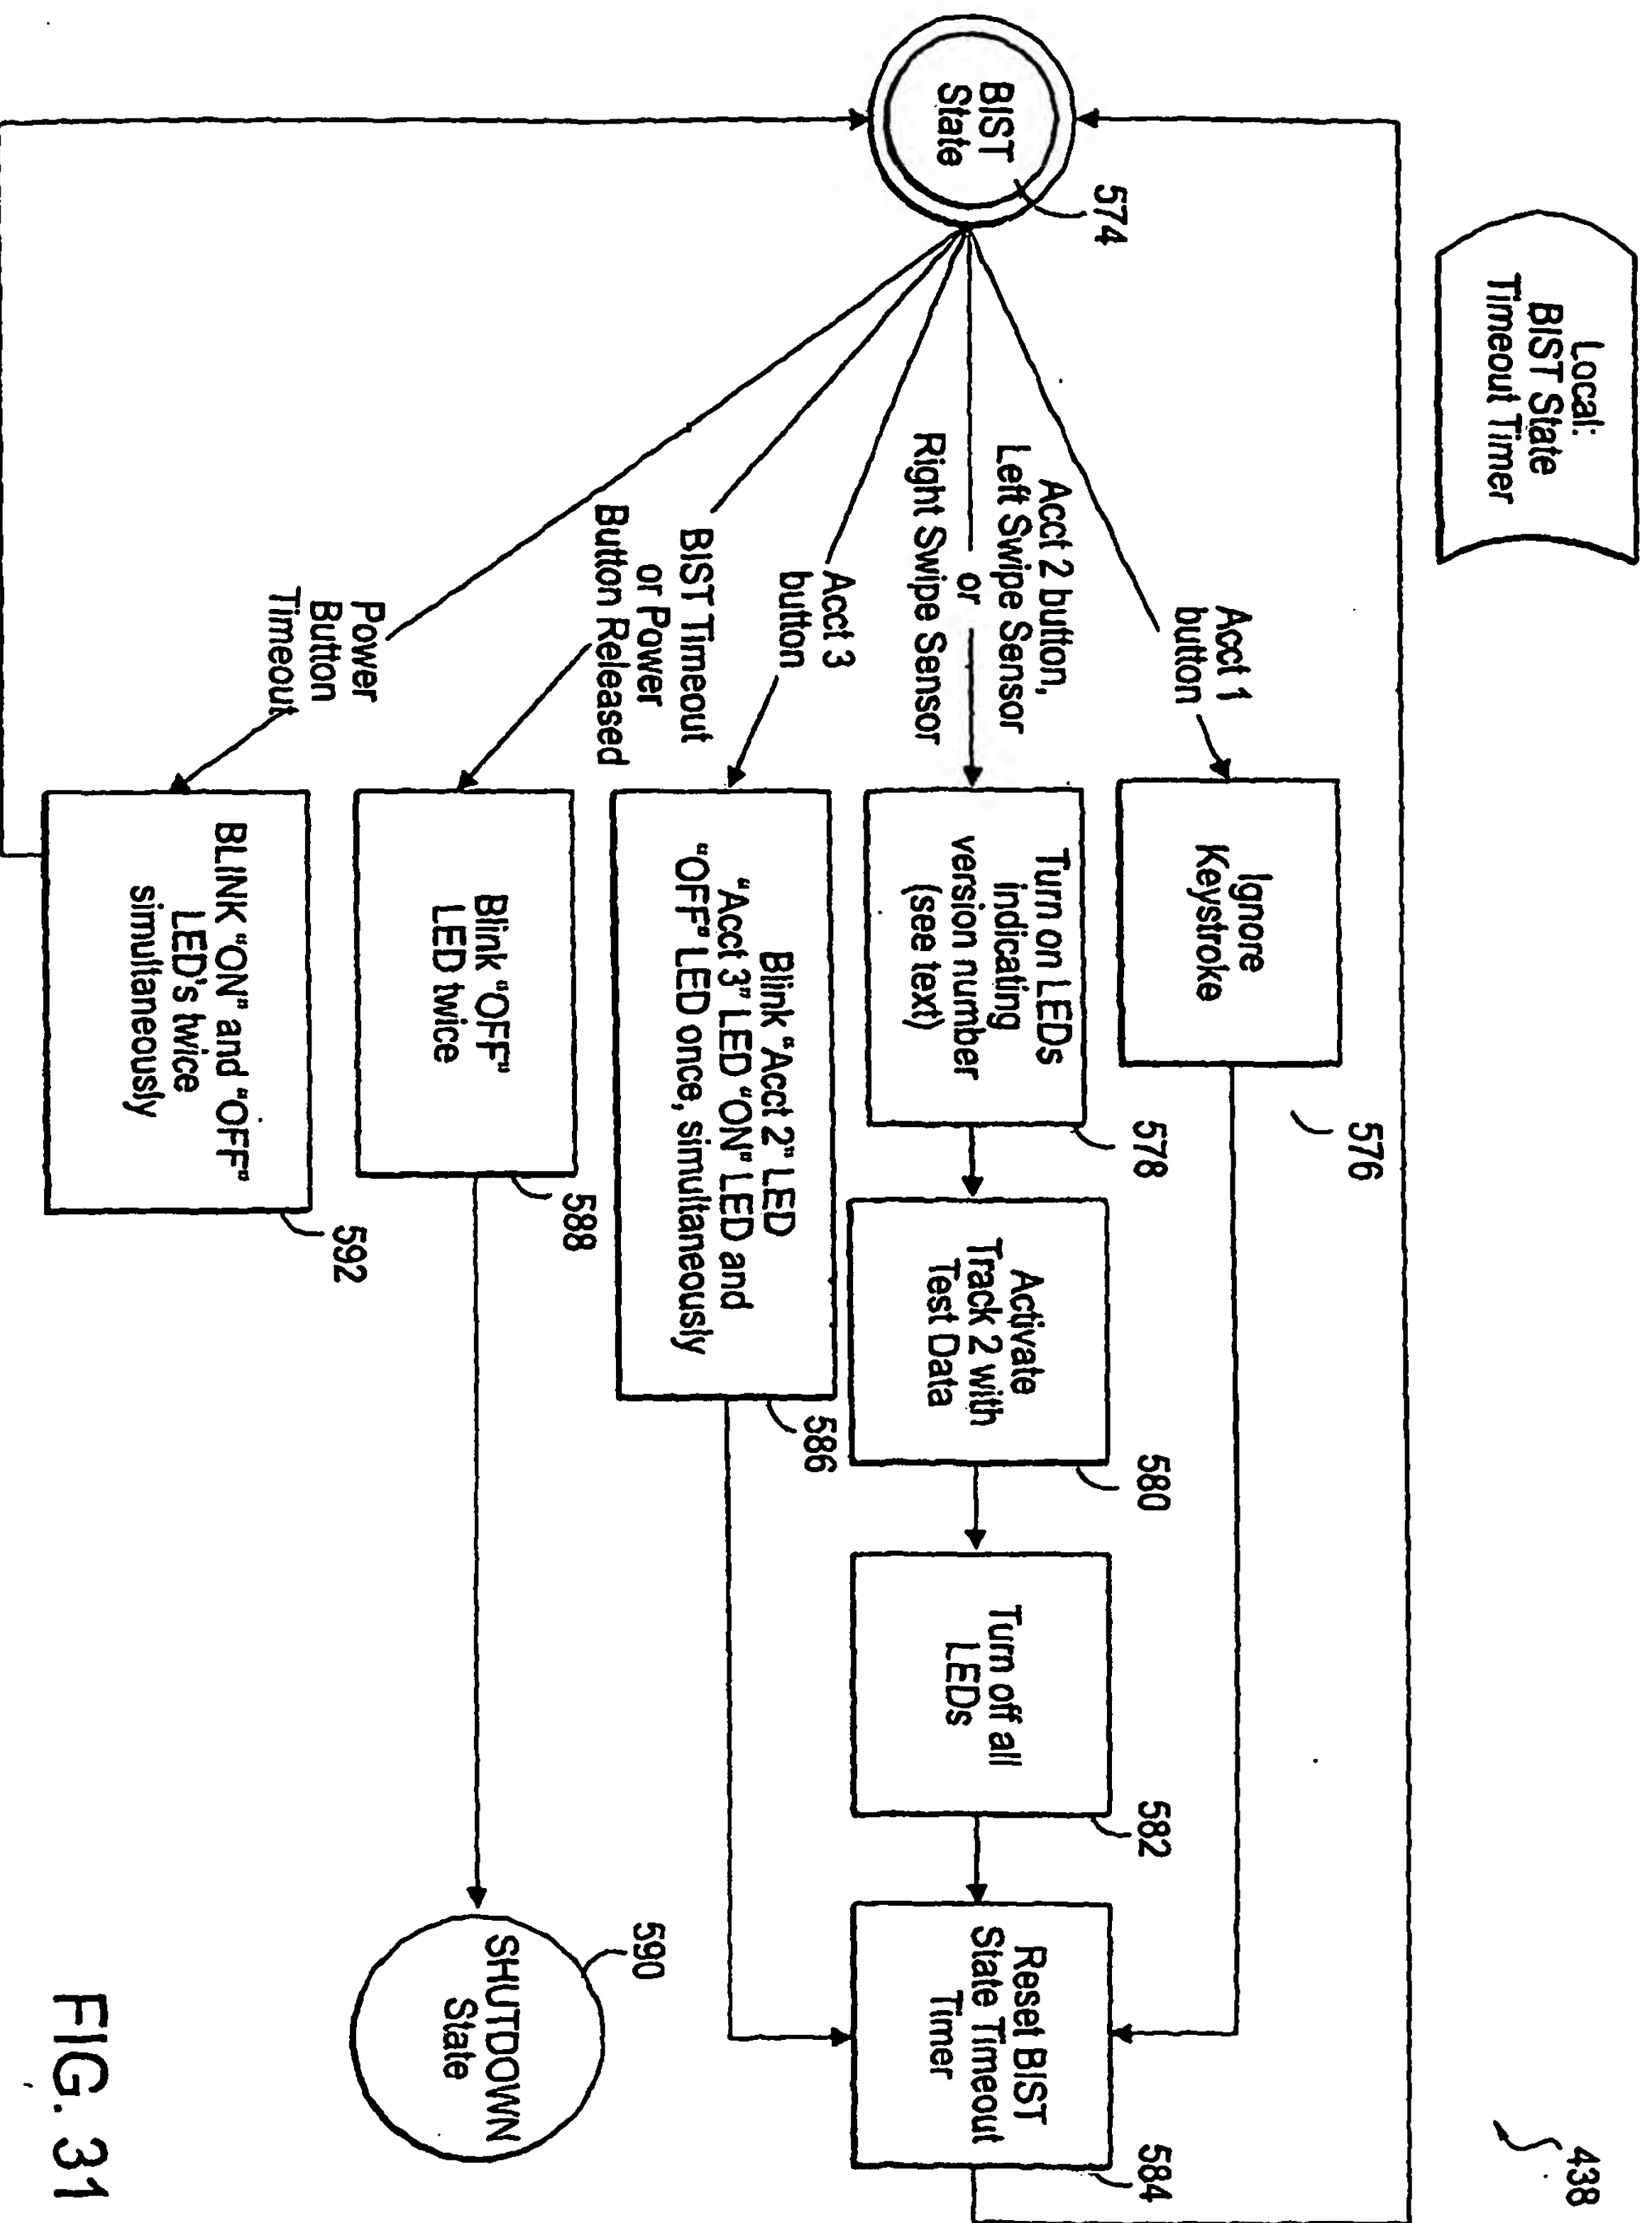 438
Local:
BIST State
Timeout Timer
BIST
State
574
Acct 1
button
Ignore
Keystroke
576
Acct 2 button,
Left Swipe Sensor
or
Right Swipe Sensor
Turn on LEDs
indicating
version number
(see text)
578
Activate
Track 2 with
Test Data
580
Turn off all
LEDs
582
Reset BIST
State Timeout
Timer
584
Acct 3
button
Blink "Acct 2" LED
"Acct 3" LED "ON" LED and
"OFF" LED once, simultaneously
586
BIST Timeout
or Power
Button Released
Blink "OFF"
LED twice
588
SHUTDOWN
State
590
Power
Button
Timeout
BLINK "ON" and "OFF"
LED's twice
simultaneously
592
FIG. 31